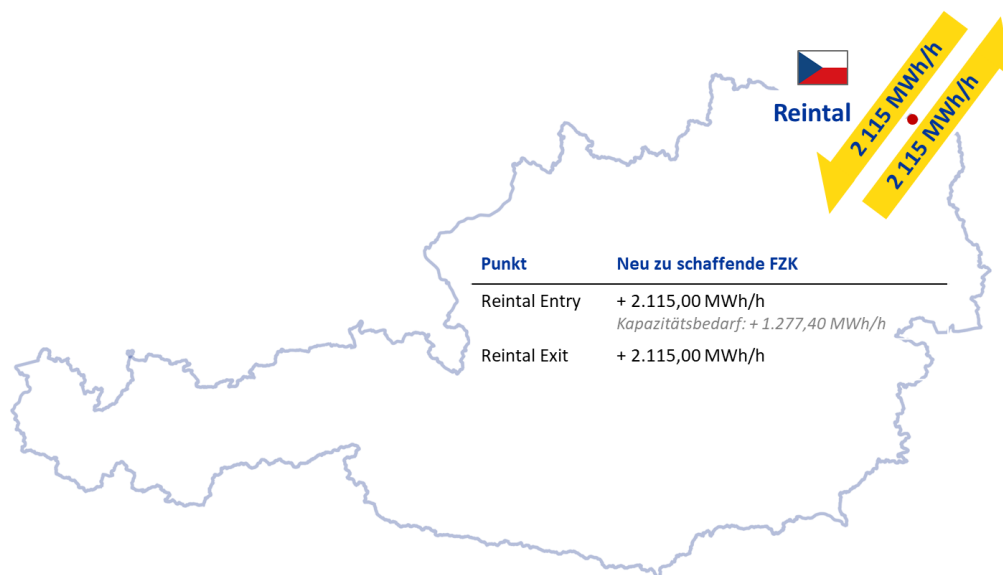 2 115 MWh/h
2 115 MWh/h
Reintal
Punkt Neu zu schaffende FZK
Reintal Entry + 2.115,00 MWh/h
Kapazitätsbedarf: + 1.277,40 MWh/h
Reintal Exit + 2.115,00 MWh/h